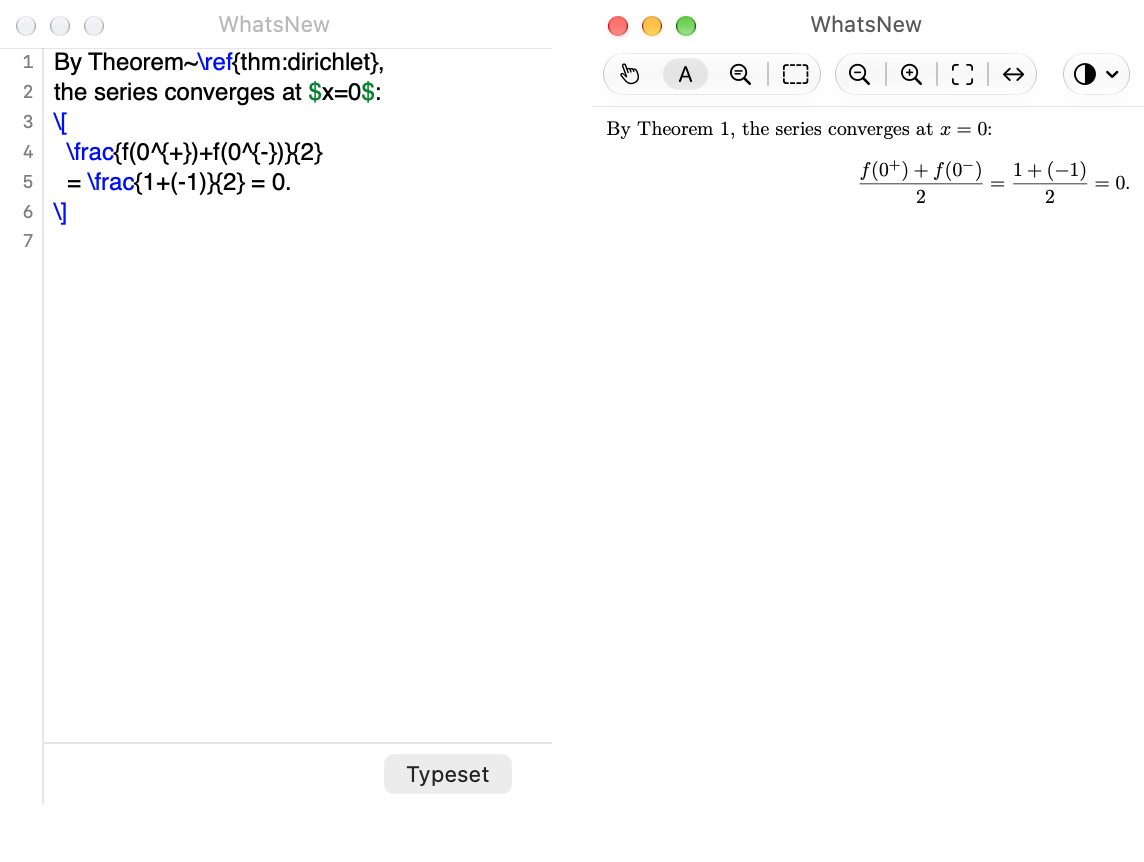 WhatsNew
1 By Theorem~\ref{thm:dirichlet},
2 the series converges at $x=0$:
3 \[
4 \frac{f(0^{+})+f(0^{-})}{2}
5 = \frac{1+(-1)}{2} = 0.
6 \]
7
Typeset
WhatsNew
A
By Theorem 1, the series converges at x = 0:
f(0⁺) + f(0⁻)
2
=
1 + (−1)
2
= 0.